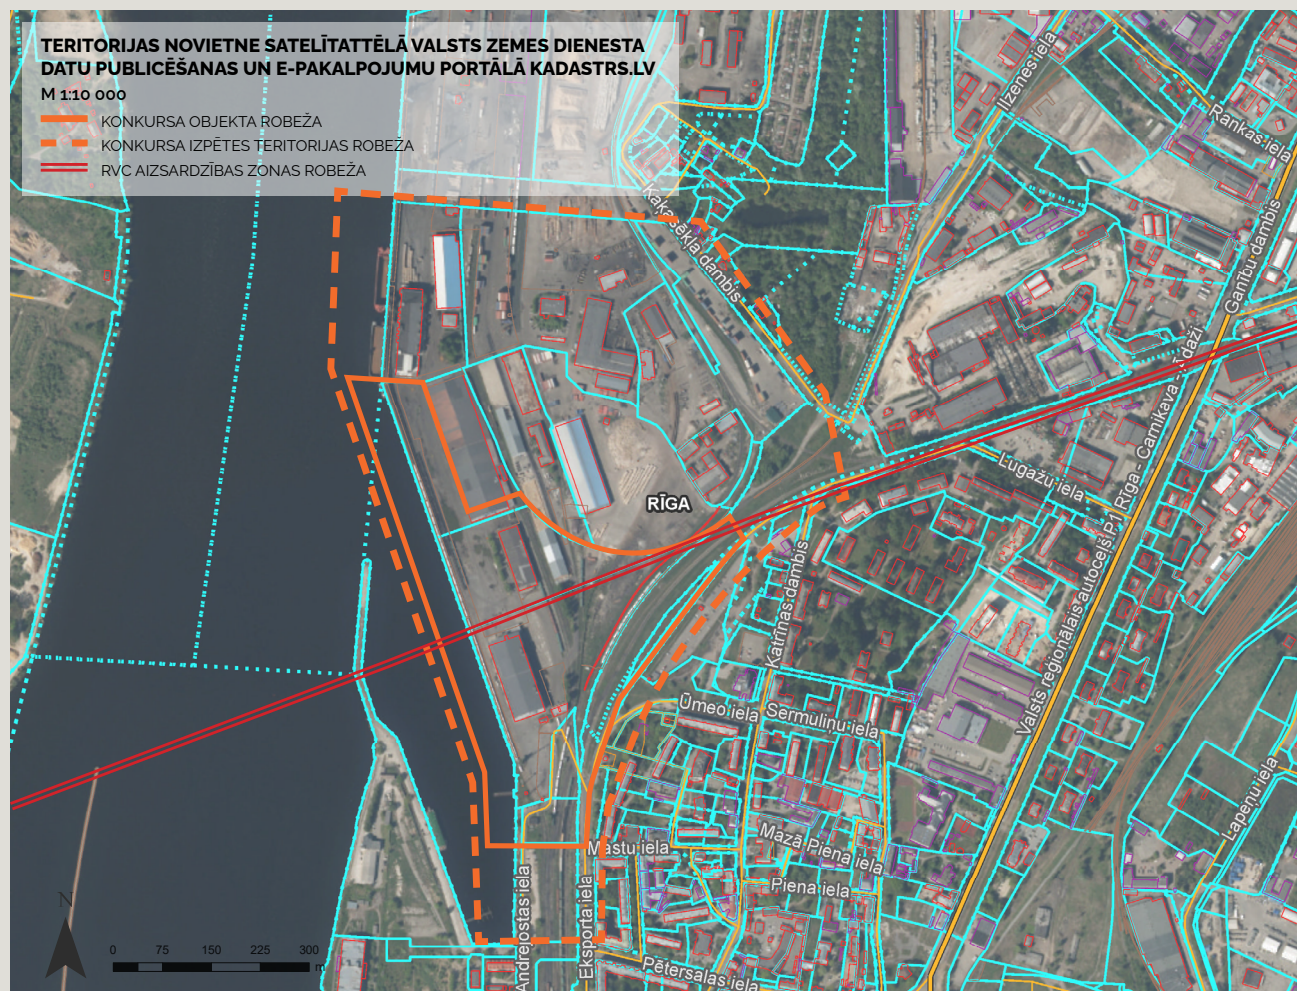 TERITORIJAS NOVIETNE SATELĪTATTĒLĀ VALSTS ZEMES DIENESTA
DATU PUBLICĒŠANAS UN E-PAKALPOJUMU PORTĀLĀ KADASTRS.LV
M 1:10 000
KONKURSA OBJEKTA ROBEŽA
KONKURSA IZPĒTES TERITORIJAS ROBEŽA
RVC AIZSARDZĪBAS ZONAS ROBEŽA
Ilzenes iela
Rankas iela
Ganību dambis
Kaķasēkļa dambis
Lugažu iela
RĪGA
Valsts reģionālais autoceļš P1 Rīga - Carnikava - Ādaži
Katrīnas dambis
Ūmeo iela
Sermuliņu iela
Mastu iela
Mazā Piena iela
Piena iela
Lapeņu iela
Andrejostas iela
Eksporta iela
Pētersalas iela
N
0 75 150 225 300
m